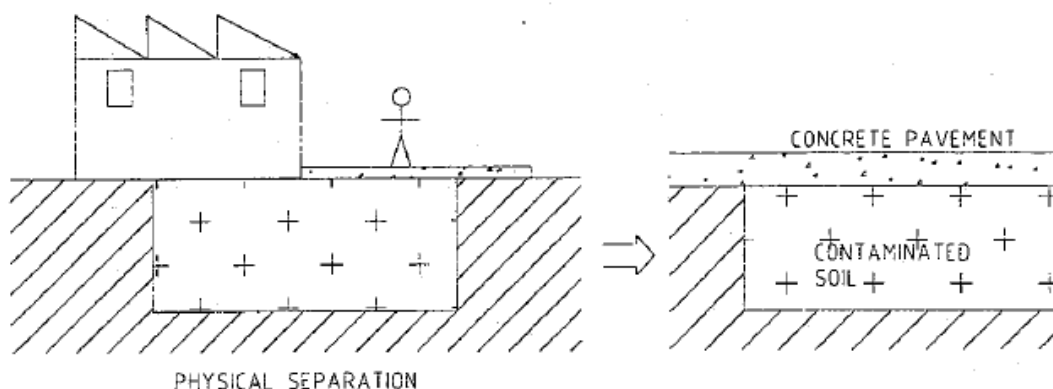 CONCRETE PAVEMENT
CONTAMINATED
SOIL
PHYSICAL SEPARATION